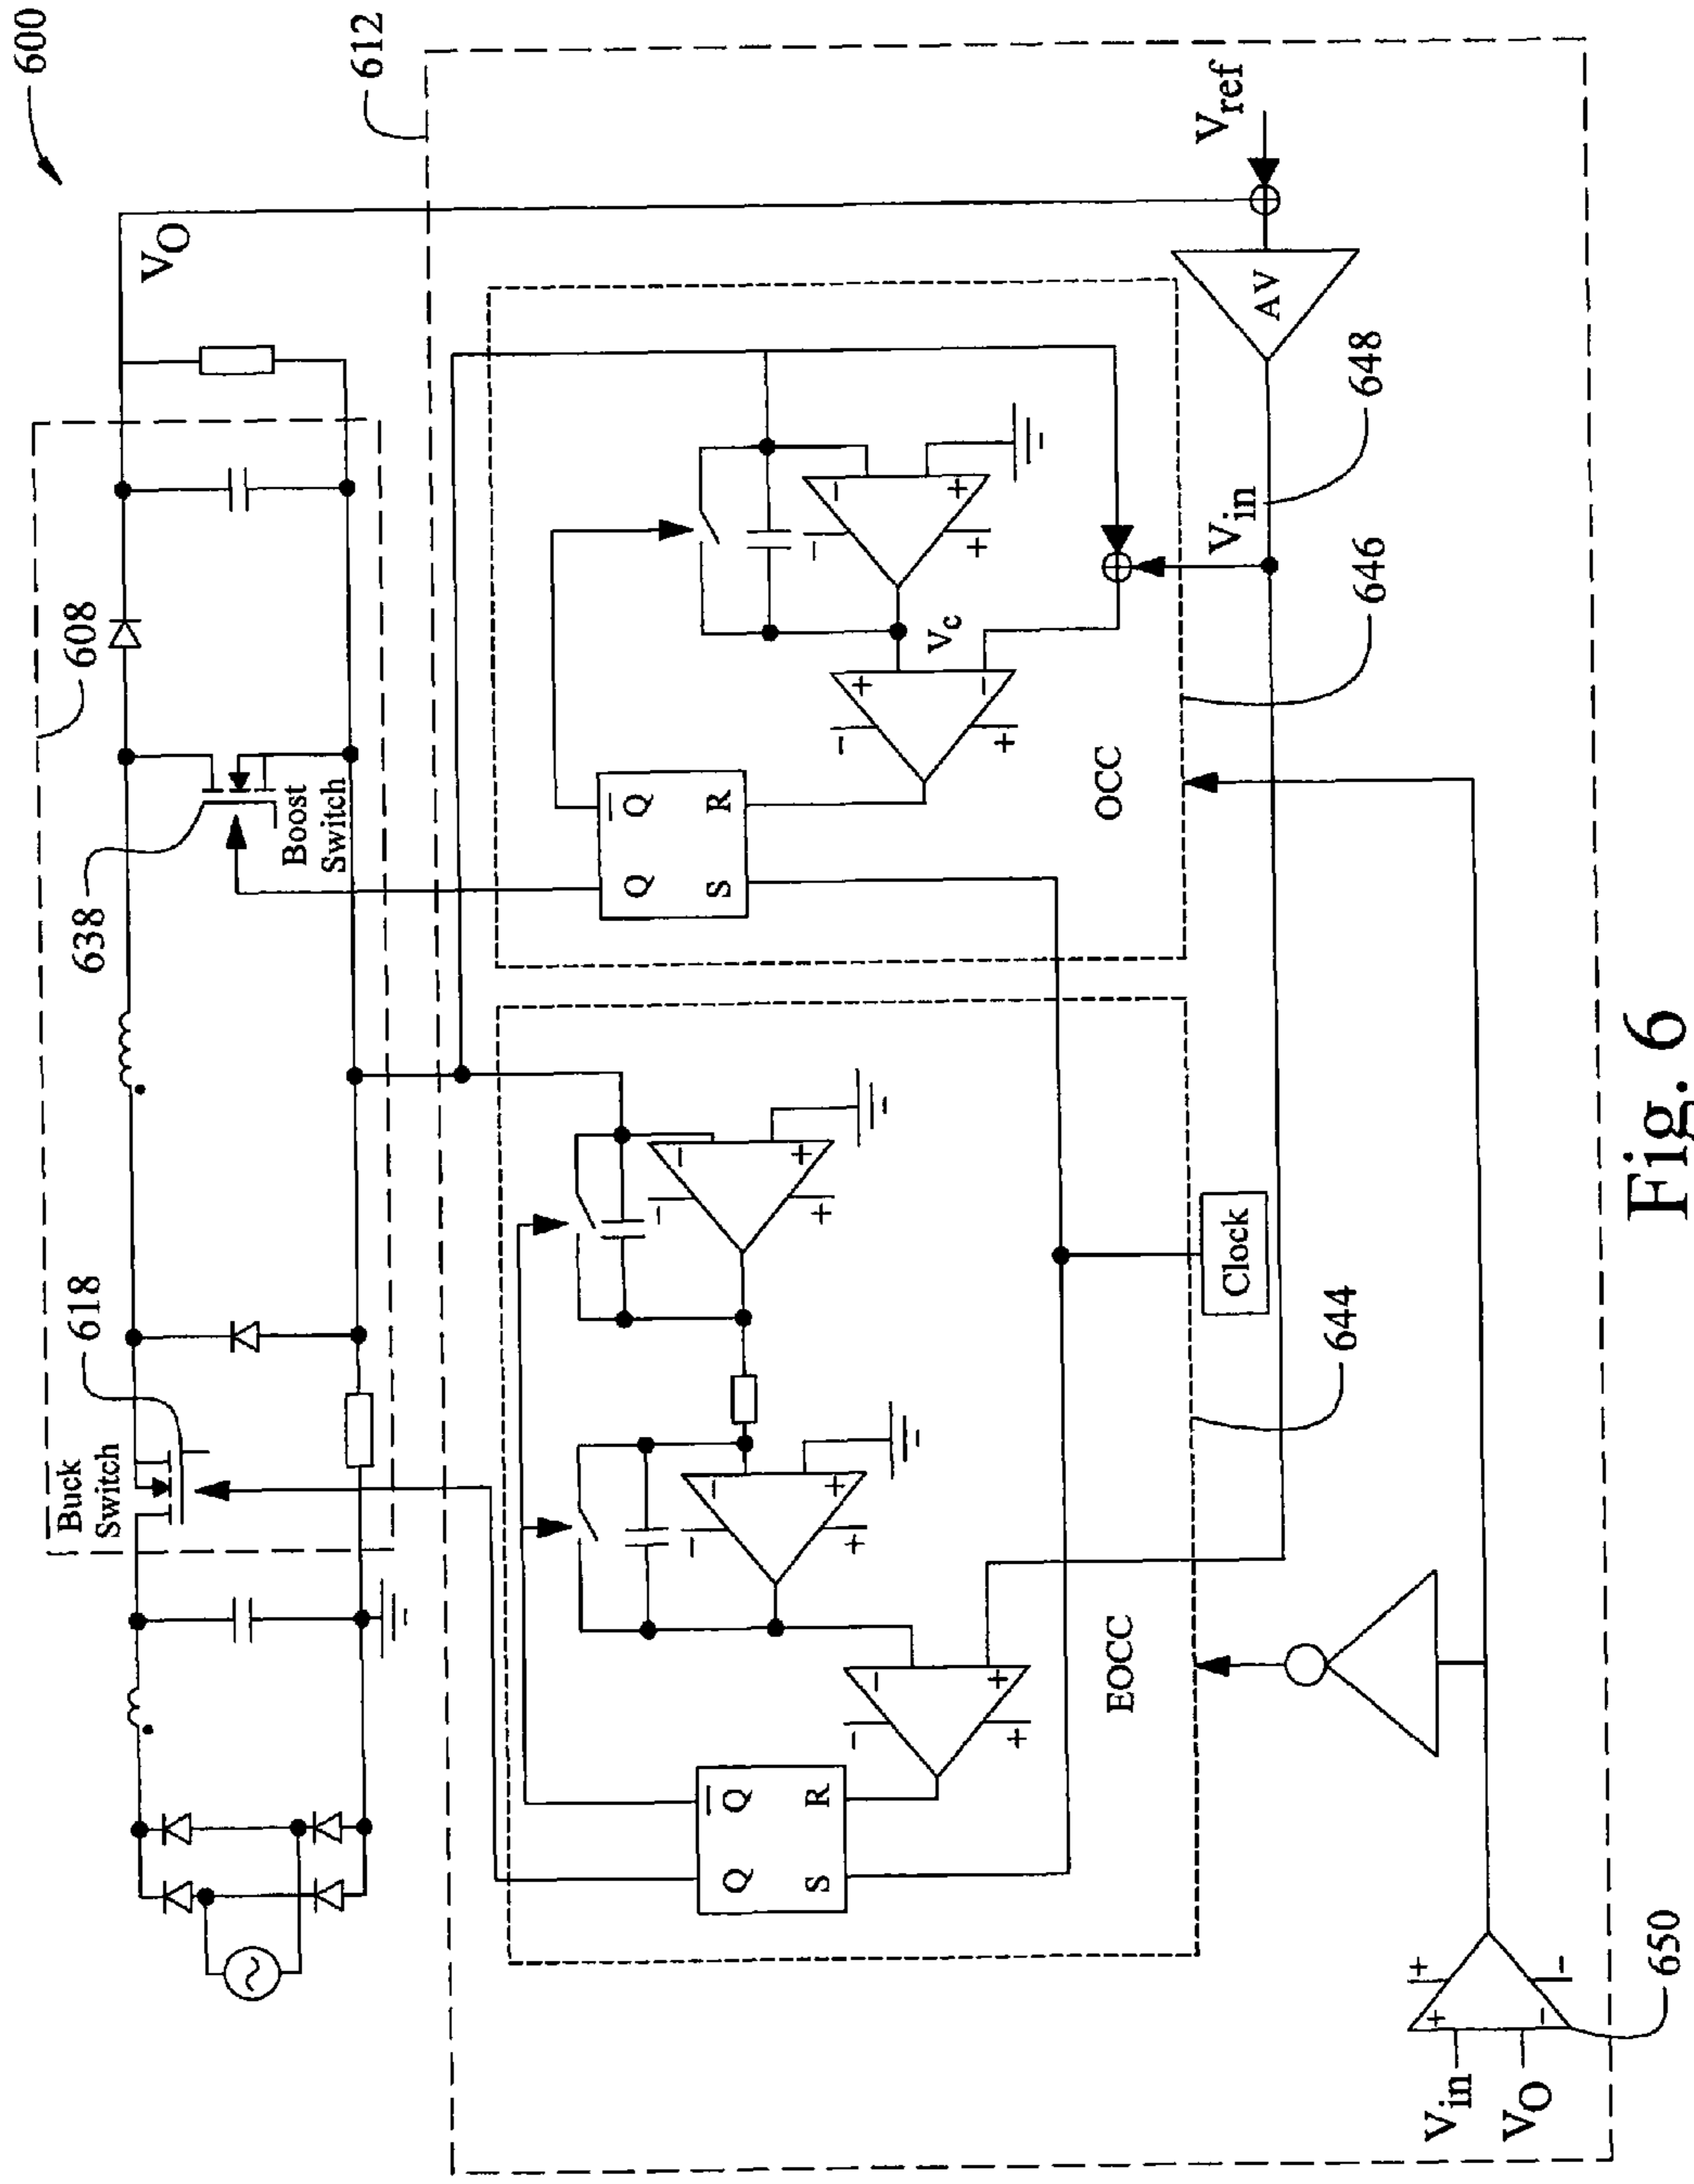 600
608
638
618
Buck
Switch
Boost
Switch
VO
612
Q
Q̅
S
R
-
+
-
+
-
+
-
+
-
+
-
+
EOCC
Q
Q̅
S
R
+
-
-
+
Vc
-
+
-
+
OCC
Clock
644
646
648
Vin
AV
Vref
Vin
VO
+
-
+
-
650
Fig. 6